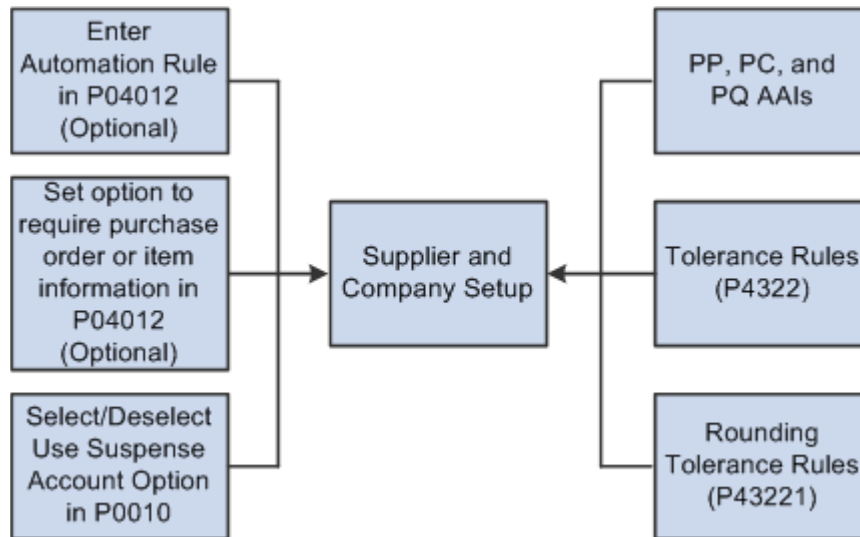 Enter
Automation Rule
in P04012
(Optional)
Set option to
require purchase
order or item
information in
P04012
(Optional)
Select/Deselect
Use Suspense
Account Option
in P0010
Supplier and
Company Setup
PP, PC, and
PQ AAIs
Tolerance Rules
(P4322)
Rounding
Tolerance Rules
(P43221)